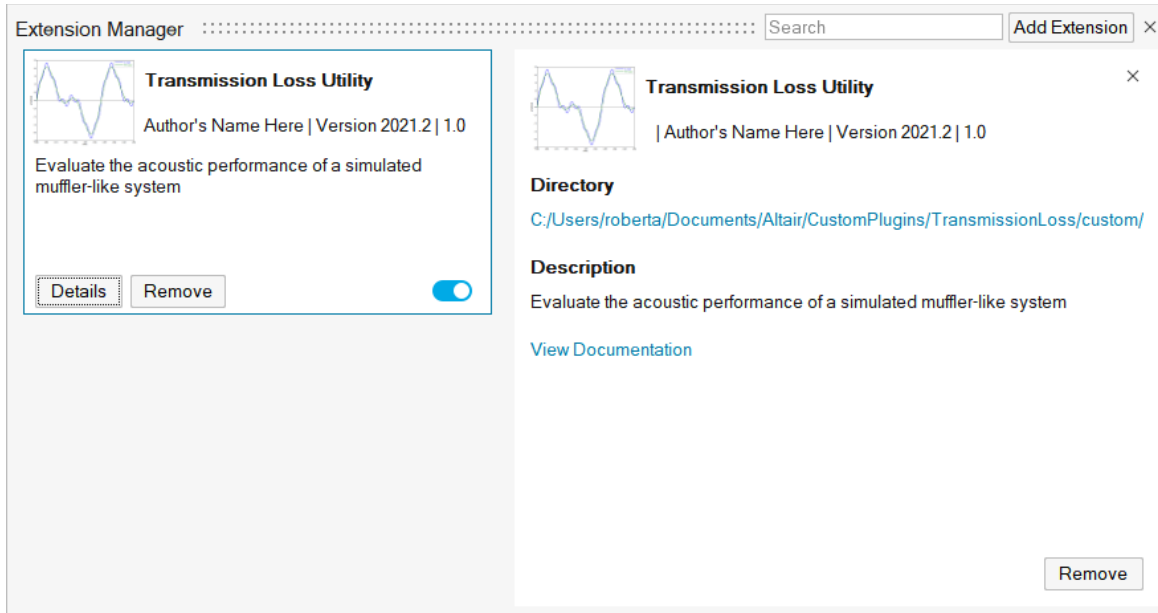 Extension Manager
Search
Add Extension
Transmission Loss Utility
Author's Name Here | Version 2021.2 | 1.0
Evaluate the acoustic performance of a simulated
muffler-like system
Details
Remove
Transmission Loss Utility
| Author's Name Here | Version 2021.2 | 1.0
Directory
C:/Users/roberta/Documents/Altair/CustomPlugins/TransmissionLoss/custom/
Description
Evaluate the acoustic performance of a simulated muffler-like system
View Documentation
Remove